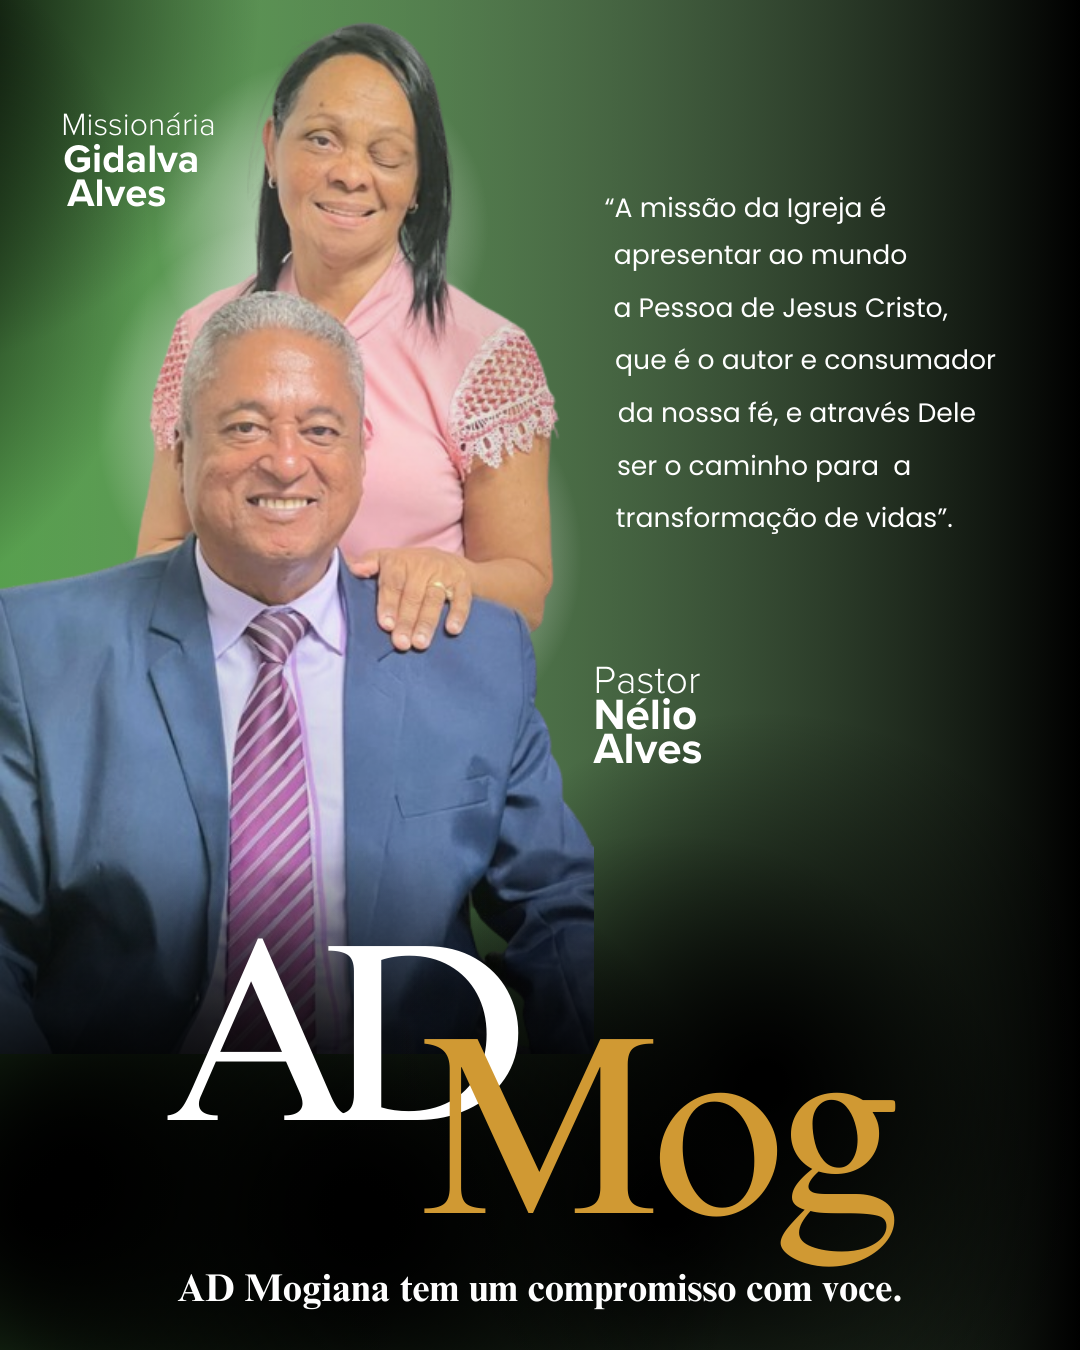 Missionária
Gidalva
Alves
“A missão da Igreja é
apresentar ao mundo
a Pessoa de Jesus Cristo,
que é o autor e consumador
da nossa fé, e através Dele
ser o caminho para  a
transformação de vidas”.
Pastor
Nélio
Alves
AD
Mog
AD Mogiana tem um compromisso com voce.